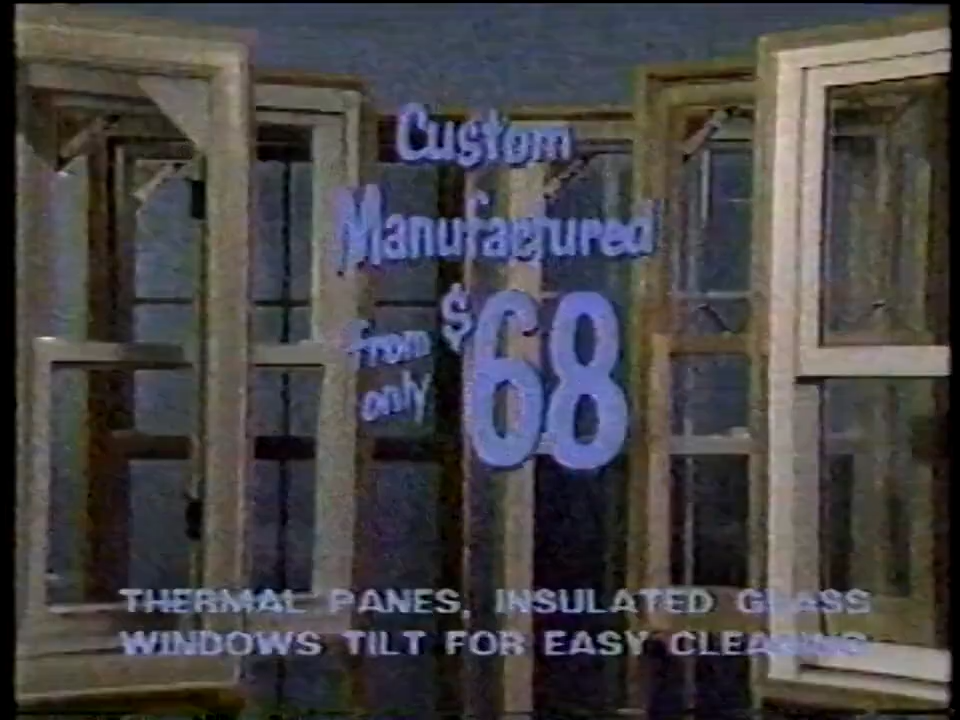 Custom
Manufactured
from only $68
THERMAL PANES, INSULATED GLASS
WINDOWS TILT FOR EASY CLEANING